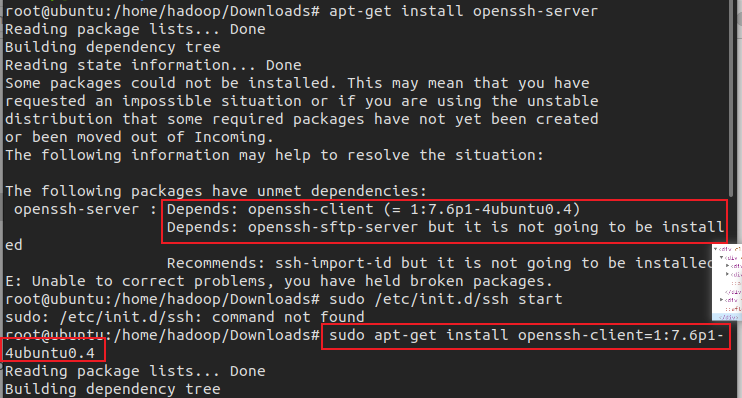 root@ubuntu:/home/hadoop/Downloads# apt-get install openssh-server
Reading package lists... Done
Building dependency tree
Reading state information... Done
Some packages could not be installed. This may mean that you have
requested an impossible situation or if you are using the unstable
distribution that some required packages have not yet been created
or been moved out of Incoming.
The following information may help to resolve the situation:
The following packages have unmet dependencies:
openssh-server : Depends: openssh-client (= 1:7.6p1-4ubuntu0.4)
Depends: openssh-sftp-server but it is not going to be install
ed
Recommends: ssh-import-id but it is not going to be installed
E: Unable to correct problems, you have held broken packages.
root@ubuntu:/home/hadoop/Downloads# sudo /etc/init.d/ssh start
sudo: /etc/init.d/ssh: command not found
root@ubuntu:/home/hadoop/Downloads# sudo apt-get install openssh-client=1:7.6p1-
4ubuntu0.4
Reading package lists... Done
Building dependency tree